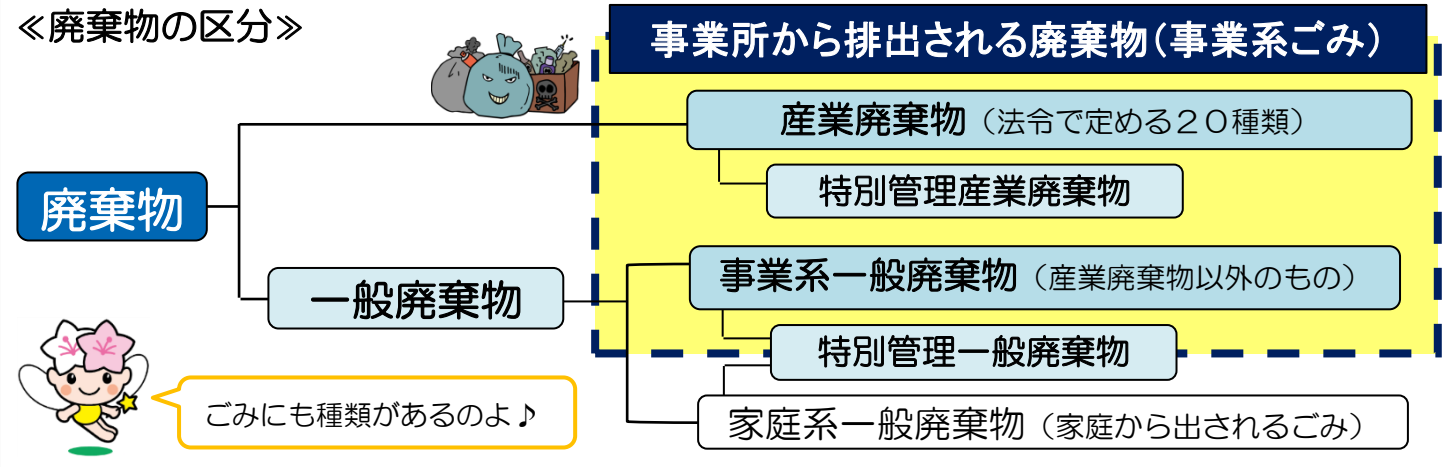 ≪廃棄物の区分≫
事業所から排出される廃棄物（事業系ごみ）
産業廃棄物（法令で定める２０種類）
特別管理産業廃棄物
廃棄物
一般廃棄物
事業系一般廃棄物（産業廃棄物以外のもの）
特別管理一般廃棄物
家庭系一般廃棄物（家庭から出されるごみ）
ごみにも種類があるのよ♪